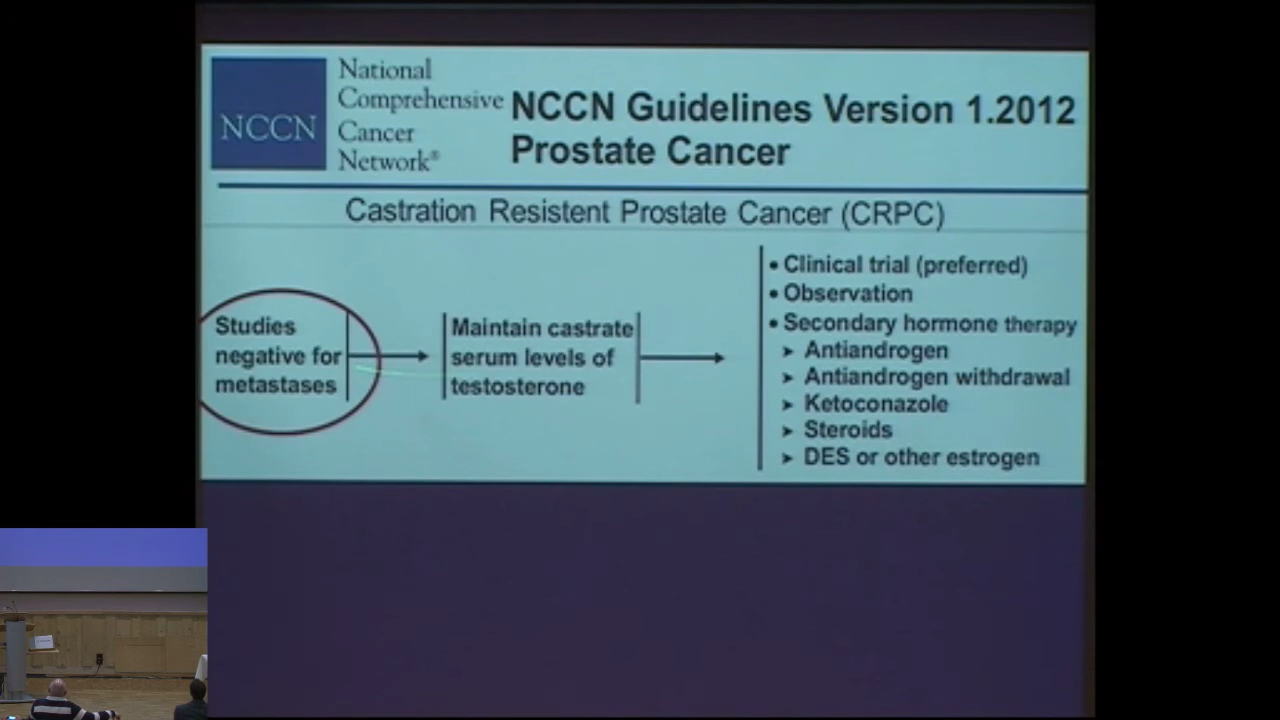 NCCN
National
Comprehensive
Cancer
Network®
NCCN Guidelines Version 1.2012
Prostate Cancer
Castration Resistent Prostate Cancer (CRPC)
Studies
negative for
metastases
Maintain castrate
serum levels of
testosterone
• Clinical trial (preferred)
• Observation
• Secondary hormone therapy
➤ Antiandrogen
➤ Antiandrogen withdrawal
➤ Ketoconazole
➤ Steroids
➤ DES or other estrogen